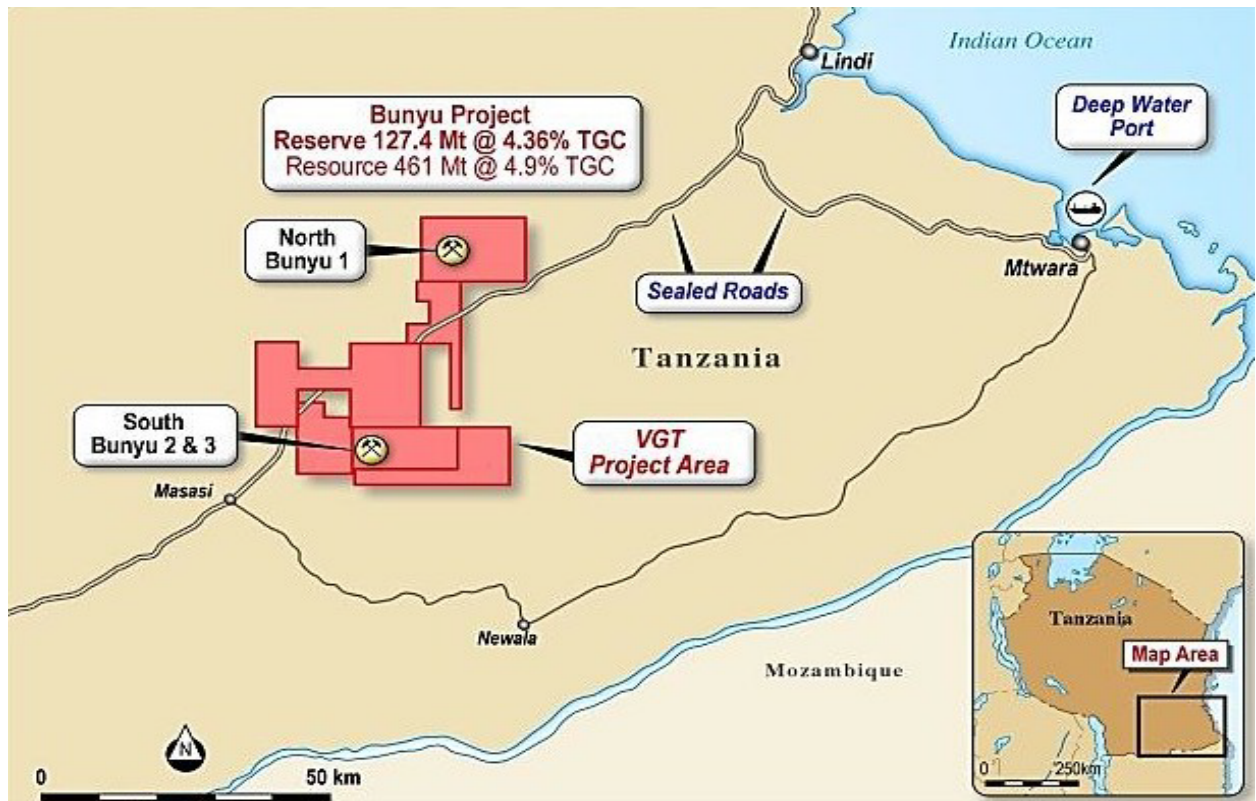 Indian Ocean
Lindi
Deep Water
Port
Bunyu Project
Reserve 127.4 Mt @ 4.36% TGC
Resource 461 Mt @ 4.9% TGC
North
Bunyu 1
Mtwara
Sealed Roads
Tanzania
South
Bunyu 2 & 3
VGT
Project Area
Masasi
Newala
Mozambique
Tanzania
Map Area
N
0 50 km
0 250km